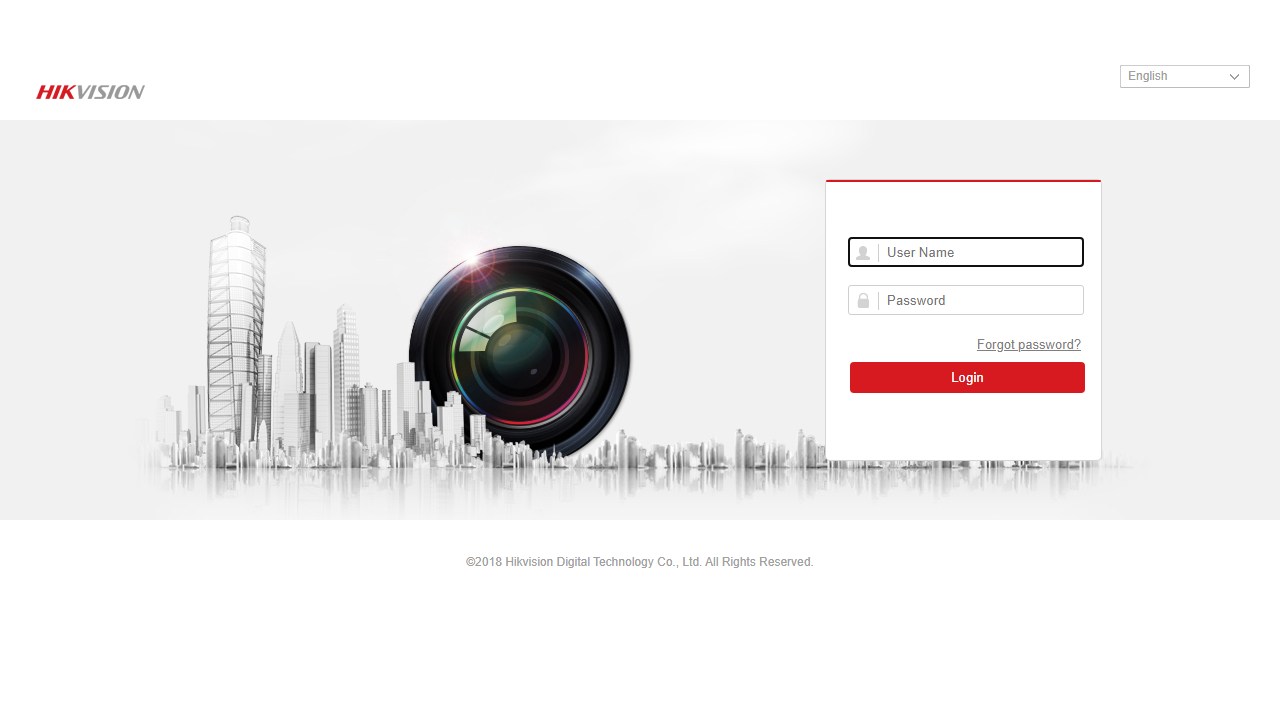 HIKVISION
English
User Name
Password
Forgot password?
Login
©2018 Hikvision Digital Technology Co., Ltd. All Rights Reserved.